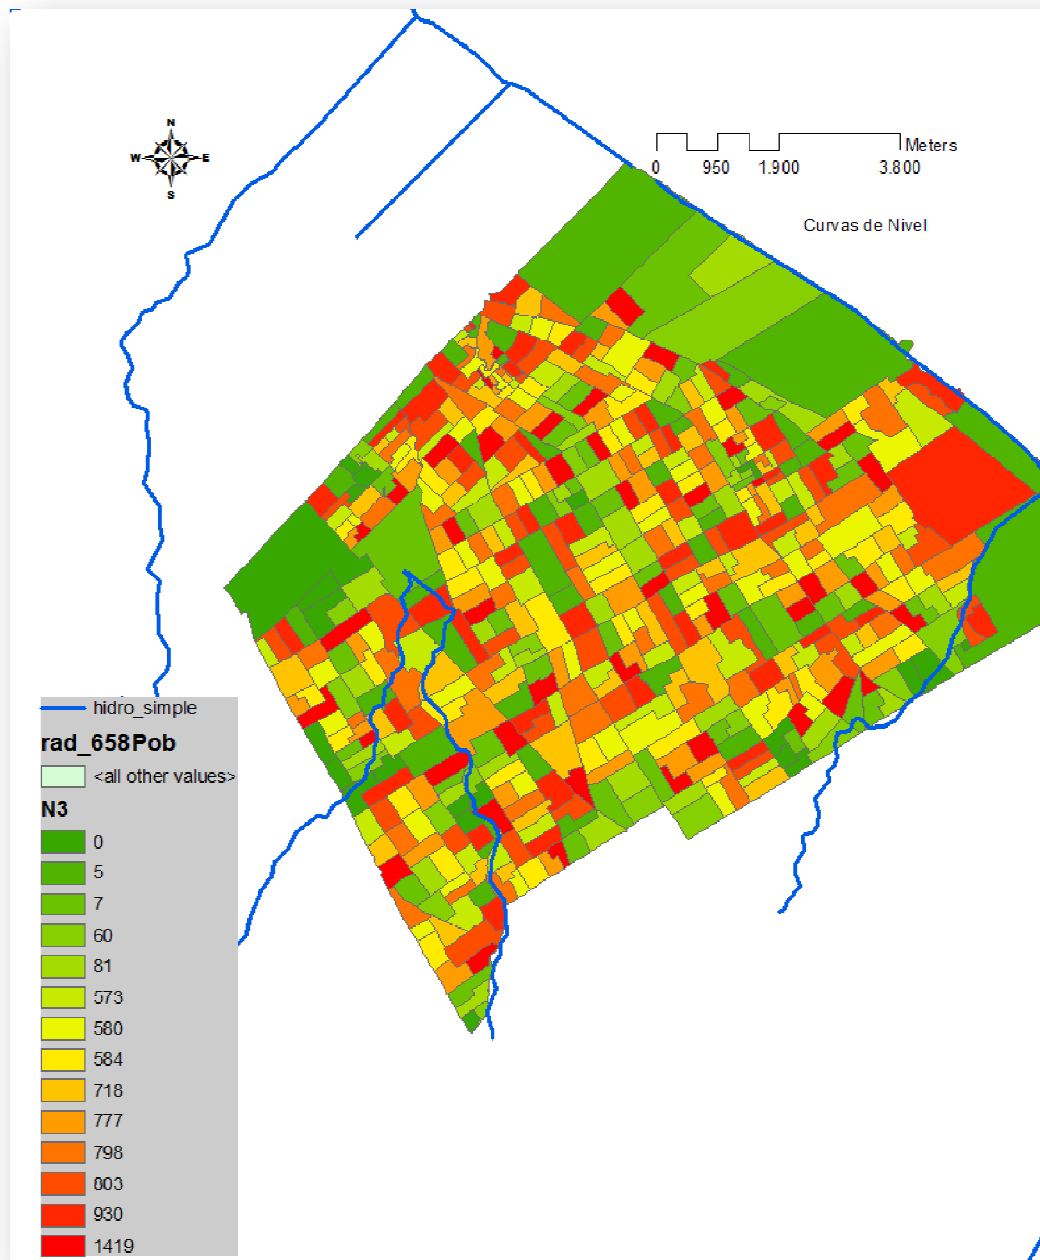 N
W E
S
Meters
0 950 1.900 3.800
Curvas de Nivel
hidro_simple
rad_658Pob
<all other values>
N3
0
5
7
60
81
573
580
584
718
777
798
803
930
1419